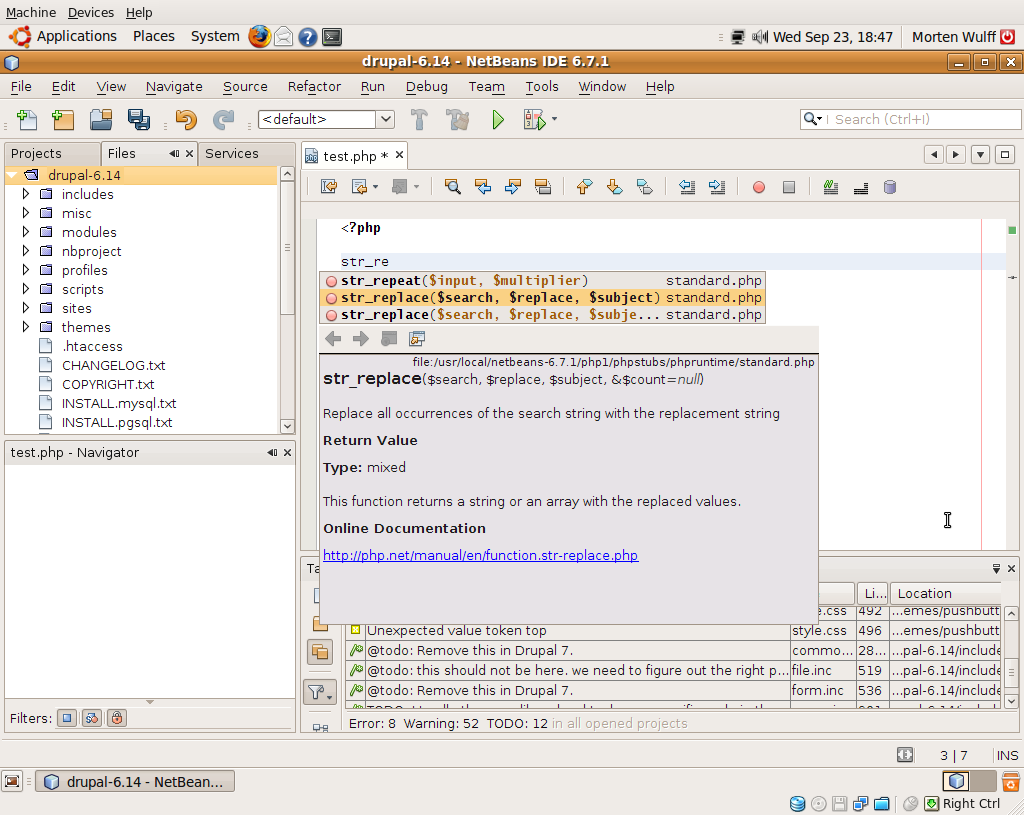 Machine Devices Help
Applications Places System Wed Sep 23, 18:47 Morten Wulff
drupal-6.14 - NetBeans IDE 6.7.1
File Edit View Navigate Source Refactor Run Debug Team Tools Window Help
<default> Search (Ctrl+I)
Projects Files Services
test.php *
drupal-6.14
includes
misc
modules
nbproject
profiles
scripts
sites
themes
.htaccess
CHANGELOG.txt
COPYRIGHT.txt
INSTALL.mysql.txt
INSTALL.pgsql.txt
<?php
str_re
str_repeat($input, $multiplier) standard.php
str_replace($search, $replace, $subject) standard.php
str_replace($search, $replace, $subje... standard.php
file:/usr/local/netbeans-6.7.1/php1/phpstubs/phpruntime/standard.php
str_replace($search, $replace, $subject, &$count=null)
Replace all occurrences of the search string with the replacement string
Return Value
Type: mixed
This function returns a string or an array with the replaced values.
Online Documentation
http://php.net/manual/en/function.str-replace.php
test.php - Navigator
Filters:
Li... Location
492 ...emes/pushbutt
Unexpected value token top style.css 496 ...emes/pushbutt
@todo: Remove this in Drupal 7. commo... 28... ...pal-6.14/include
@todo: this should not be here. we need to figure out the right p... file.inc 519 ...pal-6.14/include
@todo: Remove this in Drupal 7. form.inc 536 ...pal-6.14/include
Error: 8 Warning: 52 TODO: 12 in all opened projects
3 | 7 INS
drupal-6.14 - NetBean...
Right Ctrl